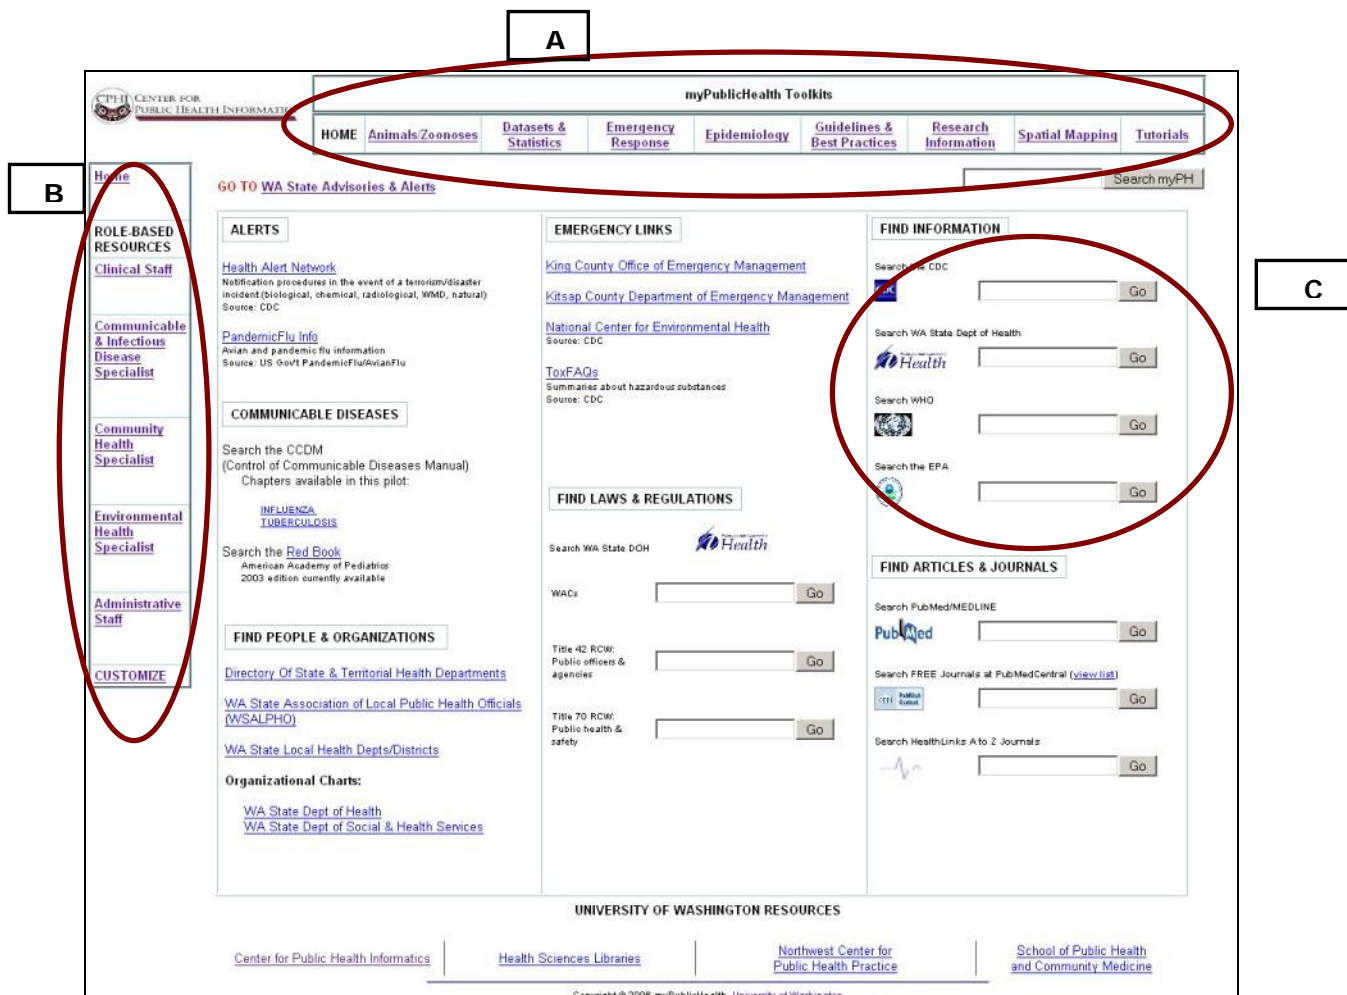 A
CPHI CENTER FOR
PUBLIC HEALTH INFORMATIC
myPublicHealth Toolkits
HOME Animals/Zoonoses Datasets & Statistics Emergency Response Epidemiology Guidelines & Best Practices Research Information Spatial Mapping Tutorials
B
Home
ROLE-BASED
RESOURCES
Clinical Staff
Communicable
& Infectious
Disease
Specialist
Community
Health
Specialist
Environmental
Health
Specialist
Administrative
Staff
CUSTOMIZE
GO TO WA State Advisories & Alerts
Search myPH
ALERTS
Health Alert Network
Notification procedures in the event of a terrorism/disaster
incident(biological, chemical, radiological, WMD, natural)
Source: CDC
PandemicFlu Info
Avian and pandemic flu information
Source: US Gov't PandemicFlu/AvianFlu
COMMUNICABLE DISEASES
Search the CCDM
(Control of Communicable Diseases Manual)
Chapters available in this pilot:
INFLUENZA
TUBERCULOSIS
Search the Red Book
American Academy of Pediatrics
2003 edition currently available
FIND PEOPLE & ORGANIZATIONS
Directory Of State & Territorial Health Departments
WA State Association of Local Public Health Officials
(WSALPHO)
WA State Local Health Depts/Districts
Organizational Charts:
WA State Dept of Health
WA State Dept of Social & Health Services
EMERGENCY LINKS
King County Office of Emergency Management
Kitsap County Department of Emergency Management
National Center for Environmental Health
Source: CDC
ToxFAQs
Summaries about hazardous substances
Source: CDC
FIND LAWS & REGULATIONS
Search WA State DOH
Health
WACs
Go
Title 42 RCW:
Public officers &
agencies
Go
Title 70 RCW:
Public health &
safety
Go
FIND INFORMATION
Search the CDC
CDC
Go
Search WA State Dept of Health
Health
Go
Search WHO
Go
Search the EPA
Go
C
FIND ARTICLES & JOURNALS
Search PubMed/MEDLINE
PubMed
Go
Search FREE Journals at PubMedCentral (view list)
PubMed
Central
Go
Search HealthLinks A to Z Journals
Go
UNIVERSITY OF WASHINGTON RESOURCES
Center for Public Health Informatics
Health Sciences Libraries
Northwest Center for
Public Health Practice
School of Public Health
and Community Medicine
Copyright © 2006 myPublicHealth, University of Washington